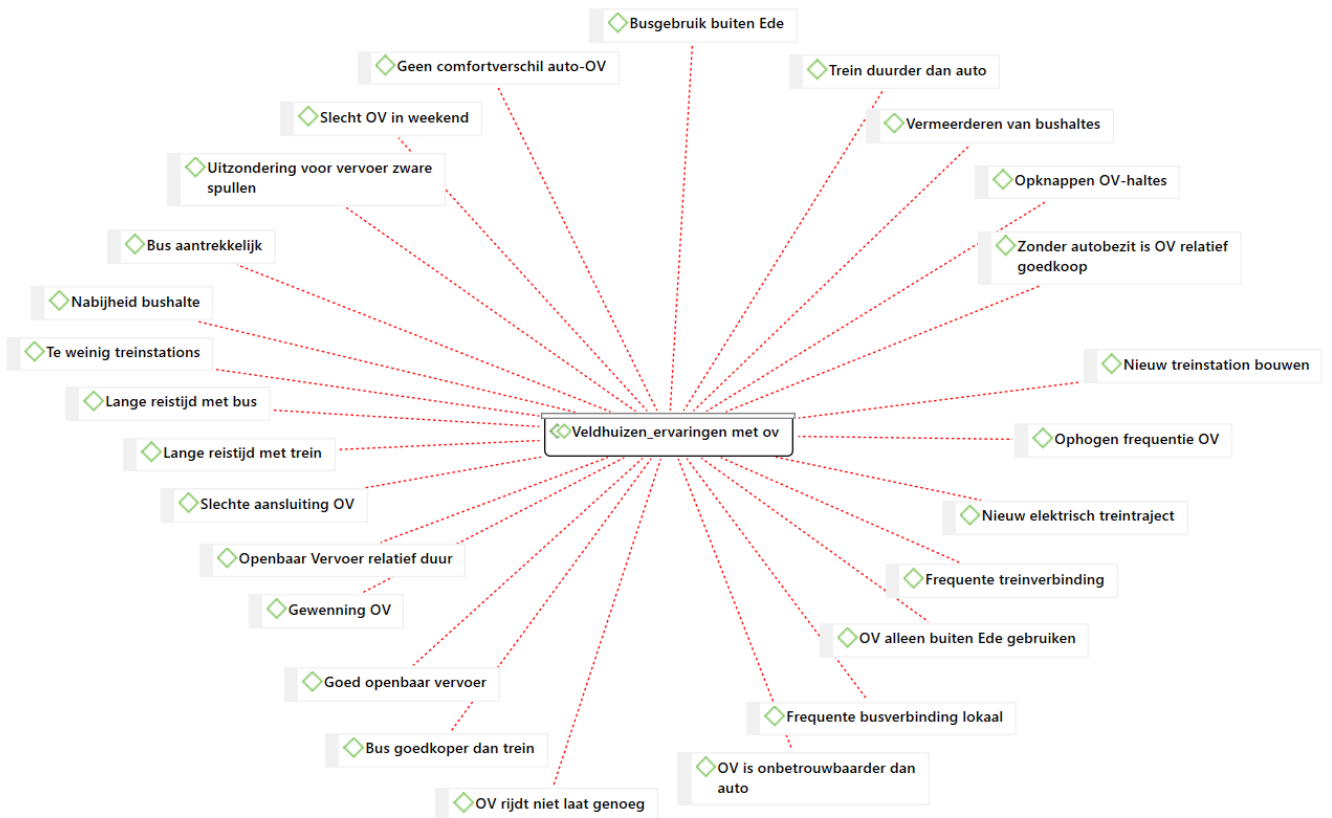 Busgebruik buiten Ede
Geen comfortverschil auto-OV
Trein duurder dan auto
Slecht OV in weekend
Vermeerderen van bushaltes
Uitzondering voor vervoer zware
spullen
Opknappen OV-haltes
Bus aantrekkelijk
Zonder autobezit is OV relatief
goedkoop
Nabijheid bushalte
Te weinig treinstations
Nieuw treinstation bouwen
Lange reistijd met bus
Veldhuizen_ervaringen met ov
Ophogen frequentie OV
Lange reistijd met trein
Slechte aansluiting OV
Nieuw elektrisch treintraject
Openbaar Vervoer relatief duur
Frequente treinverbinding
Gewenning OV
OV alleen buiten Ede gebruiken
Goed openbaar vervoer
Frequente busverbinding lokaal
Bus goedkoper dan trein
OV is onbetrouwbaarder dan
auto
OV rijdt niet laat genoeg